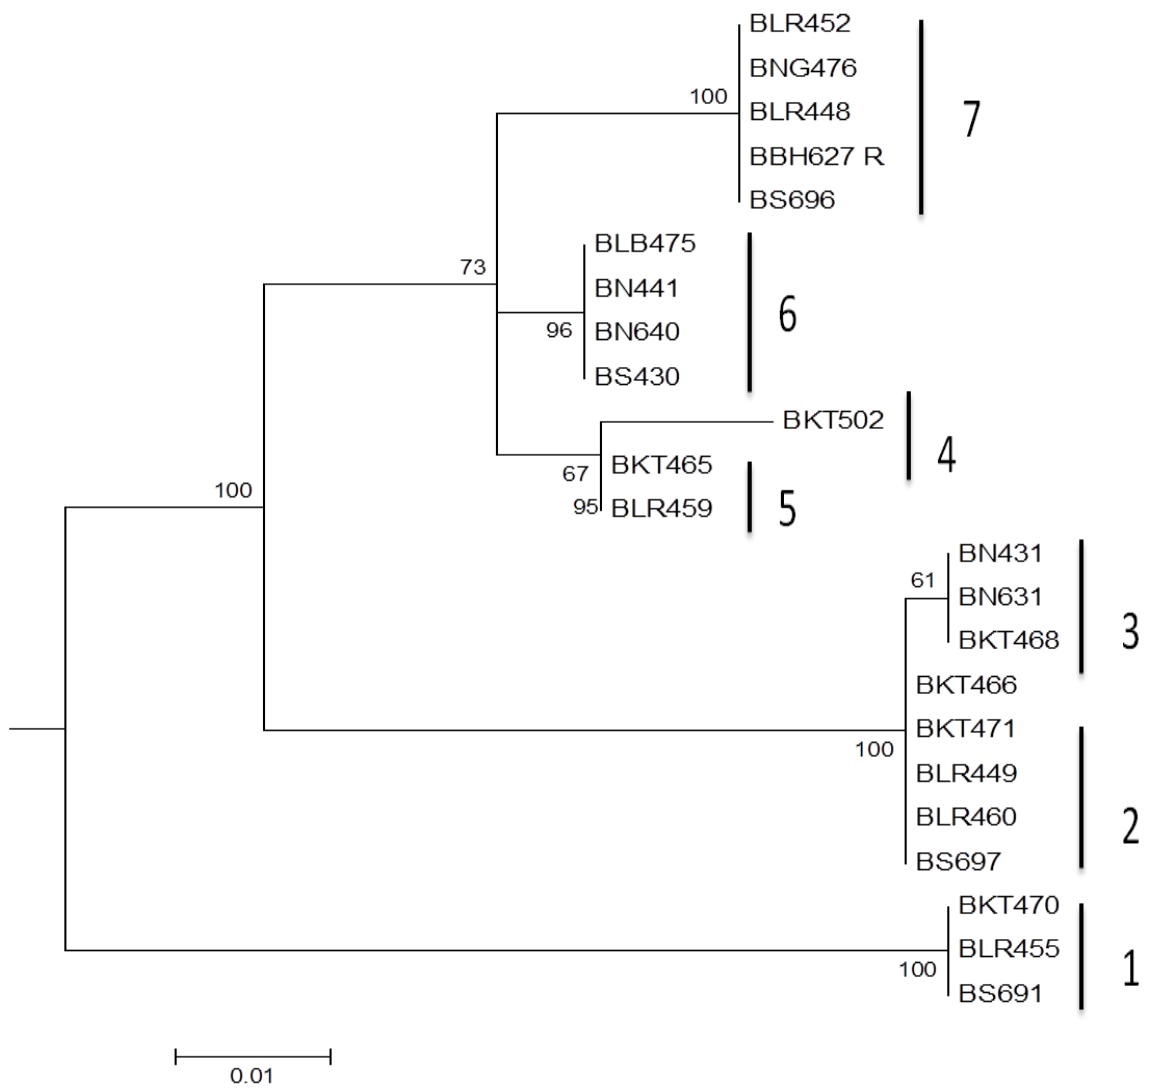 BLR452
BNG476
100
BLR448
7
BBH627 R
BS696
BLB475
73
BN441
6
96
BN640
BS430
BKT502
4
67
BKT465
95
BLR459
5
BN431
61
BN631
3
BKT468
100
BKT466
BKT471
100
BLR449
BLR460
2
BS697
BKT470
BLR455
1
100
BS691
0.01